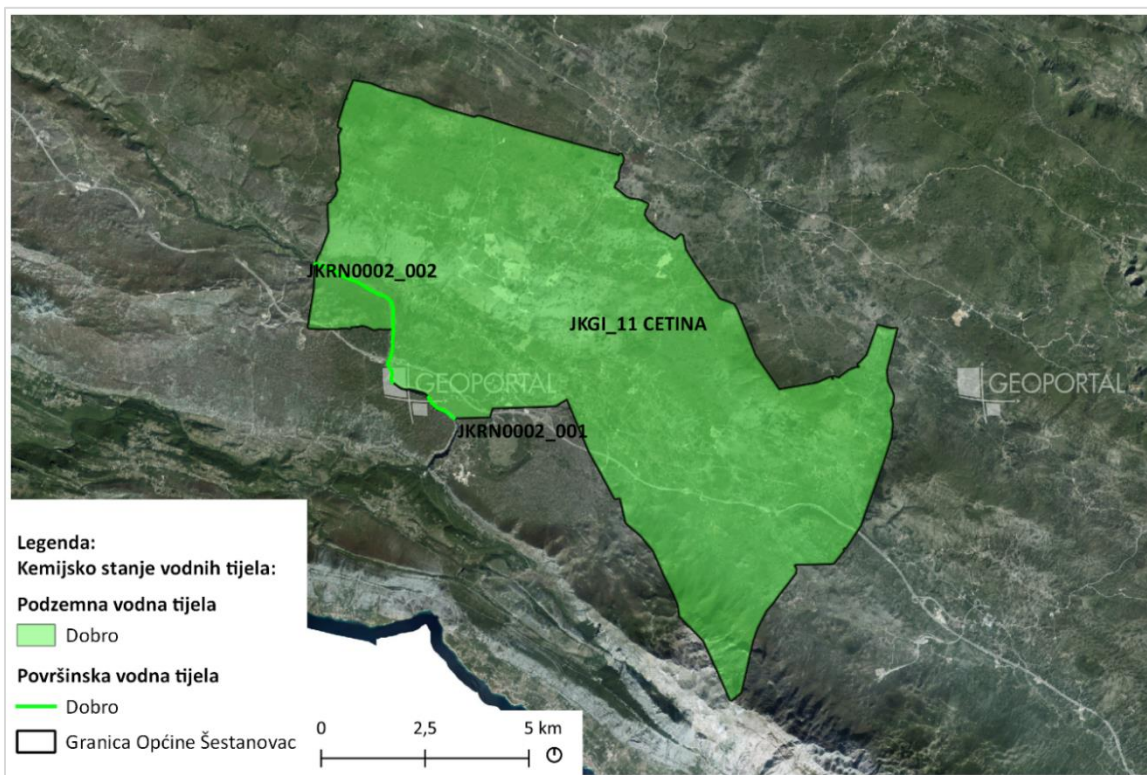 JKRN0002_002
JKGI_11 CETINA
GEOPORTAL
GEOPORTAL
JKRN0002_001
Legenda:
Kemijsko stanje vodnih tijela:
Podzemna vodna tijela
Dobro
Površinska vodna tijela
Dobro
Granica Općine Šestanovac
0 2,5 5 km